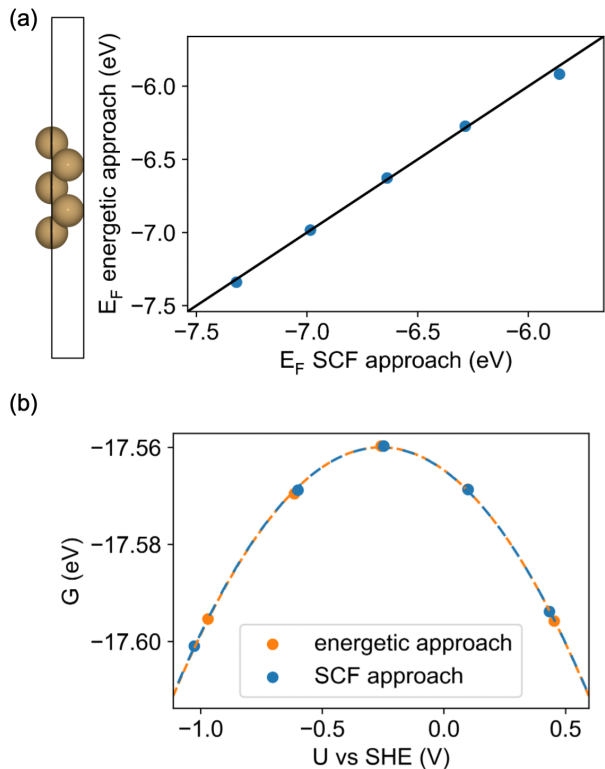 (a)
E_F energetic approach (eV)
−6.0
−6.5
−7.0
−7.5
−7.5 −7.0 −6.5 −6.0
E_F SCF approach (eV)
(b)
G (eV)
−17.56
−17.58
−17.60
energetic approach
SCF approach
−1.0 −0.5 0.0 0.5
U vs SHE (V)